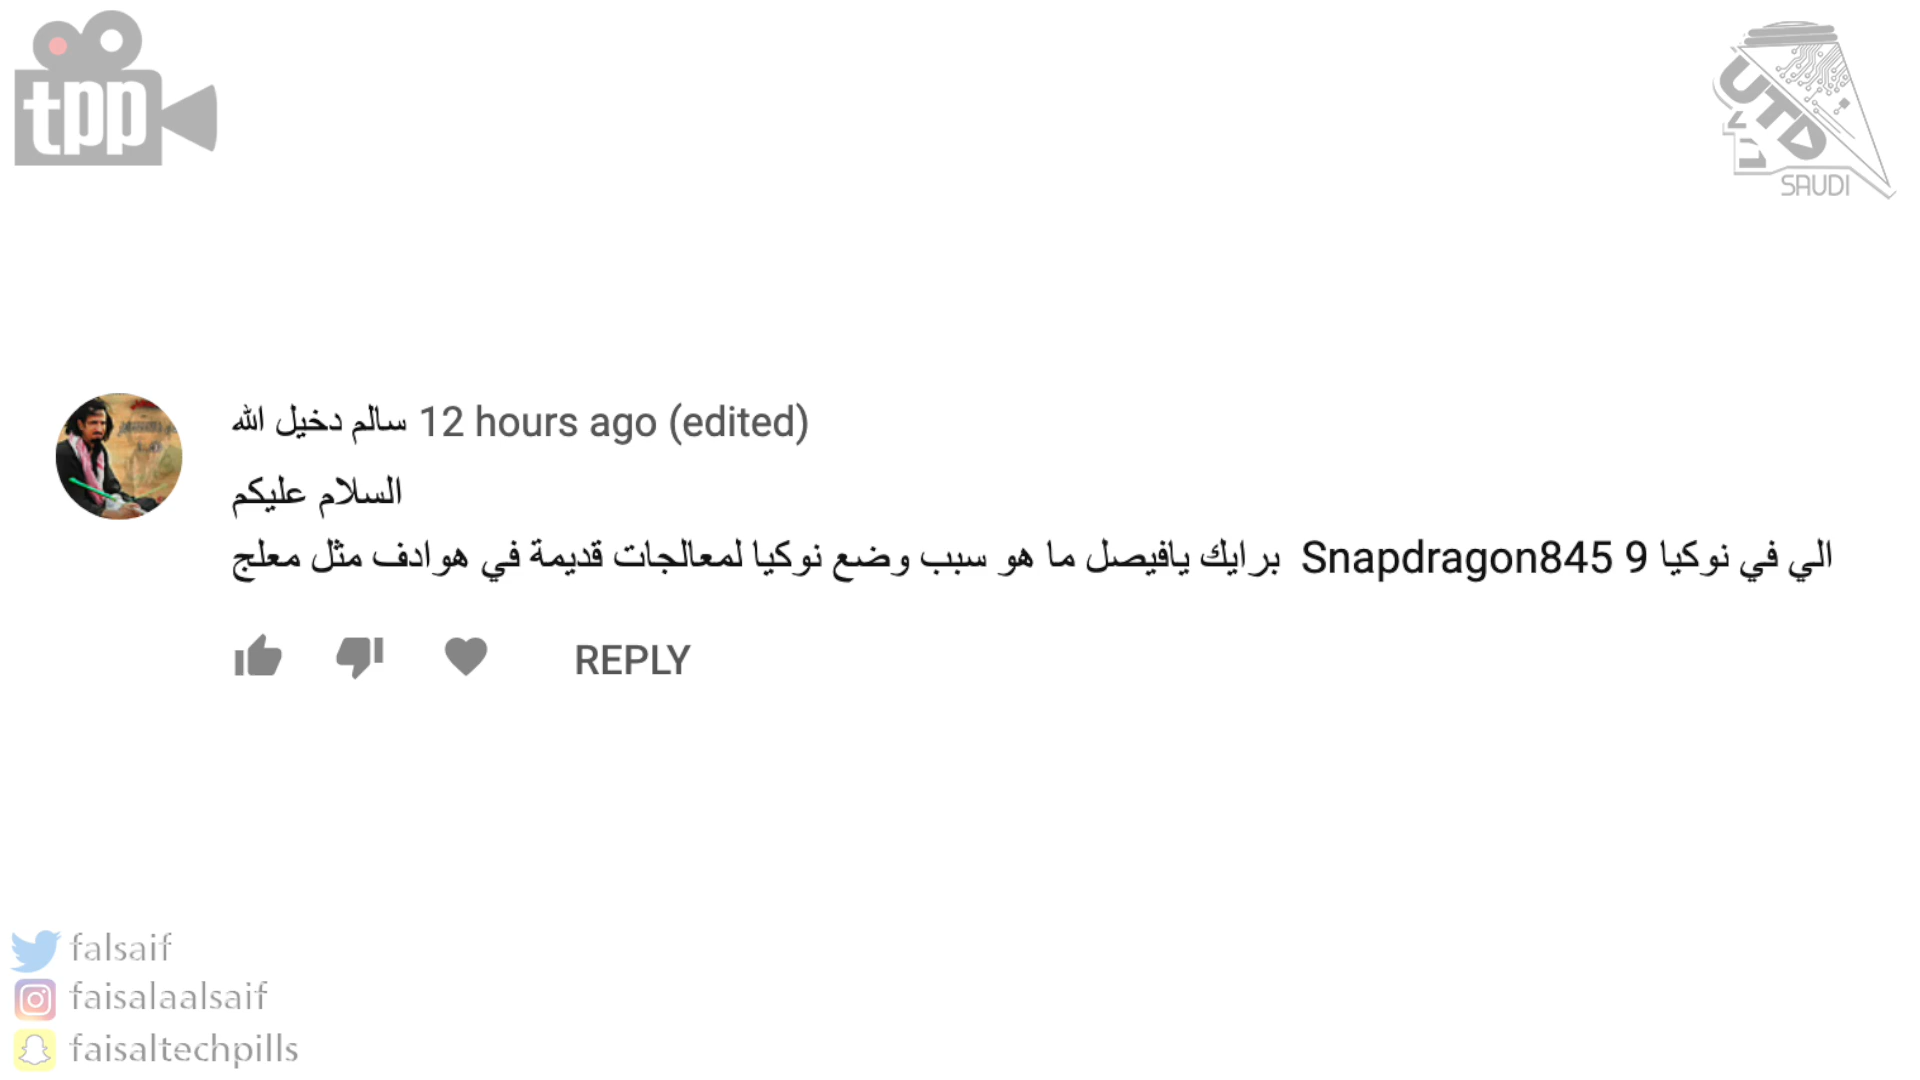 tpp
UTD
SAUDI
سالم دخيل الله 12 hours ago (edited)
السلام عليكم
برايك يافيصل ما هو سبب وضع نوكيا لمعالجات قديمة في هوادف مثل معلج Snapdragon845 الي في نوكيا 9
REPLY
falsaif
faisalaalsaif
faisaltechpills